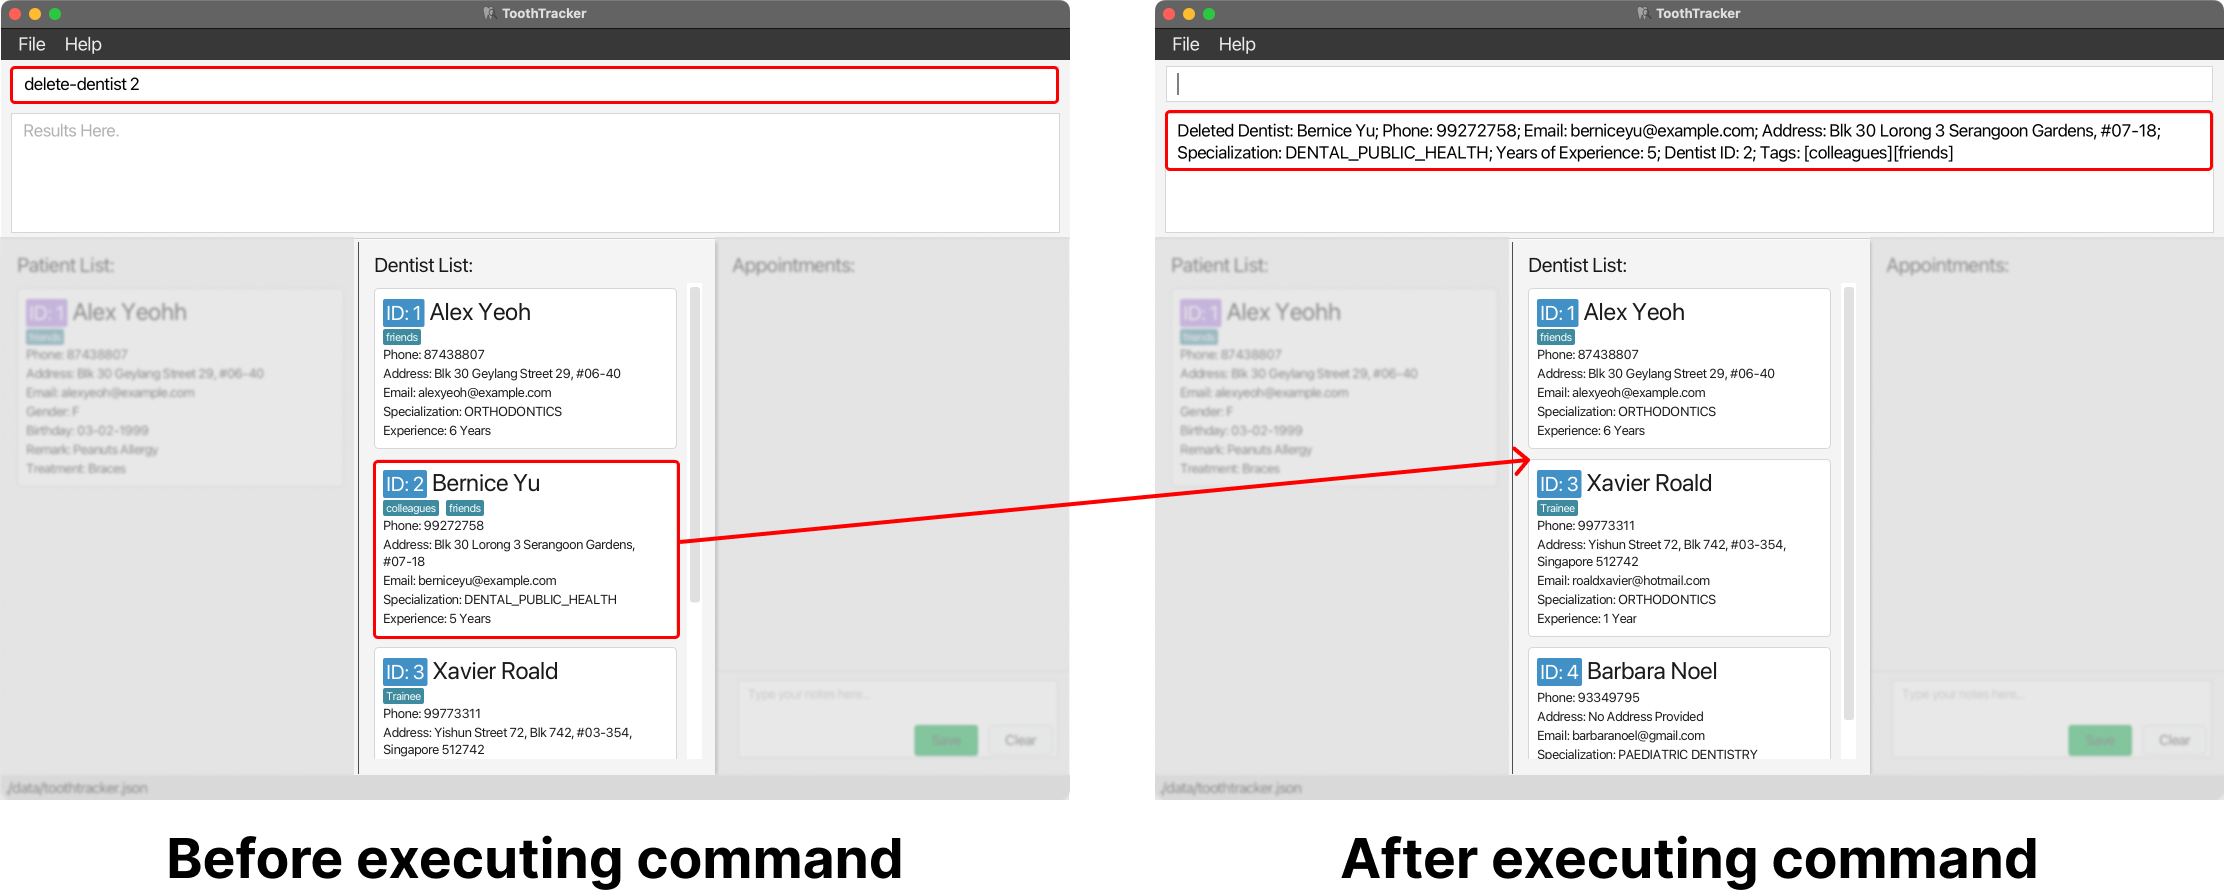 ToothTracker
File Help
delete-dentist 2
Results Here.
Patient List:
ID: 1 Alex Yeohh
friends
Phone: 87438807
Address: Blk 30 Geylang Street 29, #06-40
Email: alexyeoh@example.com
Gender: F
Birthday: 03-02-1999
Remark: Peanuts Allergy
Treatment: Braces
Dentist List:
ID: 1 Alex Yeoh
friends
Phone: 87438807
Address: Blk 30 Geylang Street 29, #06-40
Email: alexyeoh@example.com
Specialization: ORTHODONTICS
Experience: 6 Years
ID: 2 Bernice Yu
colleagues friends
Phone: 99272758
Address: Blk 30 Lorong 3 Serangoon Gardens,
#07-18
Email: berniceyu@example.com
Specialization: DENTAL_PUBLIC_HEALTH
Experience: 5 Years
ID: 3 Xavier Roald
Trainee
Phone: 99773311
Address: Yishun Street 72, Blk 742, #03-354,
Singapore 512742
Appointments:
Type your notes here...
Save Clear
./data/toothtracker.json
Before executing command
ToothTracker
File Help
Deleted Dentist: Bernice Yu; Phone: 99272758; Email: berniceyu@example.com; Address: Blk 30 Lorong 3 Serangoon Gardens, #07-18;
Specialization: DENTAL_PUBLIC_HEALTH; Years of Experience: 5; Dentist ID: 2; Tags: [colleagues][friends]
Patient List:
ID: 1 Alex Yeohh
friends
Phone: 87438807
Address: Blk 30 Geylang Street 29, #06-40
Email: alexyeoh@example.com
Gender: F
Birthday: 03-02-1999
Remark: Peanuts Allergy
Treatment: Braces
Dentist List:
ID: 1 Alex Yeoh
friends
Phone: 87438807
Address: Blk 30 Geylang Street 29, #06-40
Email: alexyeoh@example.com
Specialization: ORTHODONTICS
Experience: 6 Years
ID: 3 Xavier Roald
Trainee
Phone: 99773311
Address: Yishun Street 72, Blk 742, #03-354,
Singapore 512742
Email: roaldxavier@hotmail.com
Specialization: ORTHODONTICS
Experience: 1 Year
ID: 4 Barbara Noel
Phone: 93349795
Address: No Address Provided
Email: barbaranoel@gmail.com
Specialization: PAEDIATRIC DENTISTRY
Appointments:
Type your notes here...
Save Clear
./data/toothtracker.json
After executing command